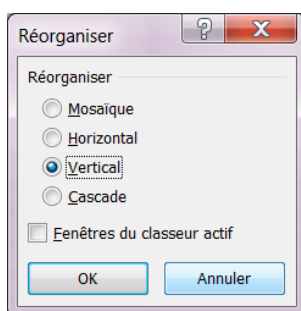 Réorganiser
Réorganiser
Mosaïque
Horizontal
Vertical
Cascade
Fenêtres du classeur actif
OK
Annuler